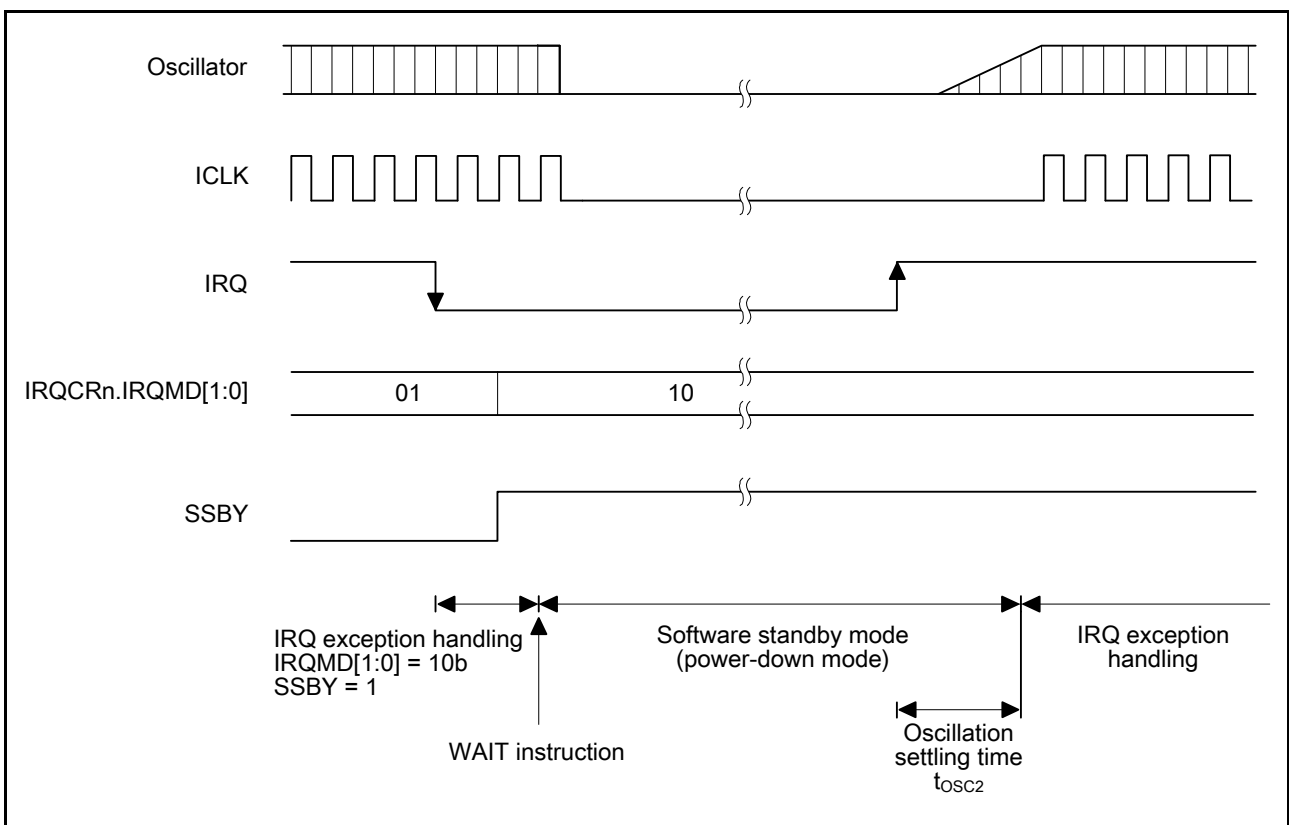 Oscillator
ICLK
IRQ
IRQCRn.IRQMD[1:0]
01
10
SSBY
IRQ exception handling
IRQMD[1:0] = 10b
SSBY = 1
WAIT instruction
Software standby mode
(power-down mode)
Oscillation
settling time
tOSC2
IRQ exception
handling